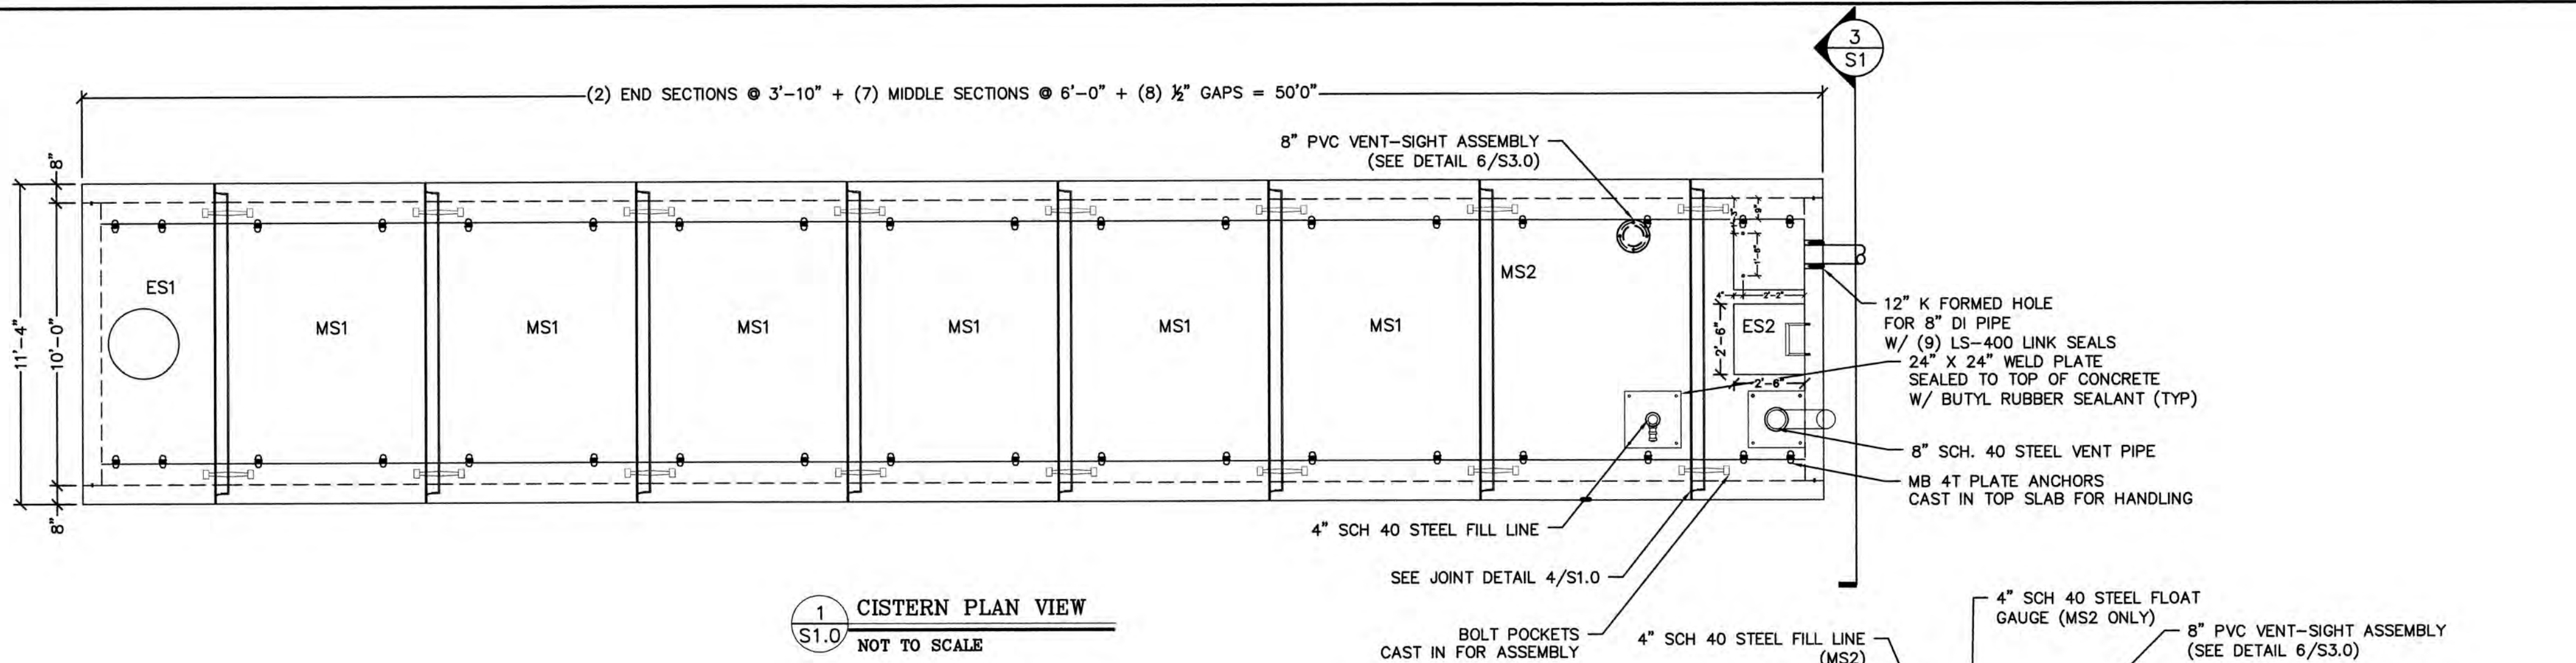 3
S1
(2) END SECTIONS @ 3'-10" + (7) MIDDLE SECTIONS @ 6'-0" + (8) ½" GAPS = 50'0"
8" PVC VENT-SIGHT ASSEMBLY
(SEE DETAIL 6/S3.0)
8"
11'-4"
10'-0"
8"
ES1
MS1
MS1
MS1
MS1
MS1
MS1
MS2
ES2
9"
1'-8"
4"
2'-2"
2'-6"
2'-6"
12" K FORMED HOLE
FOR 8" DI PIPE
W/ (9) LS-400 LINK SEALS
24" X 24" WELD PLATE
SEALED TO TOP OF CONCRETE
W/ BUTYL RUBBER SEALANT (TYP)
8" SCH. 40 STEEL VENT PIPE
MB 4T PLATE ANCHORS
CAST IN TOP SLAB FOR HANDLING
4" SCH 40 STEEL FILL LINE
SEE JOINT DETAIL 4/S1.0
BOLT POCKETS
CAST IN FOR ASSEMBLY
1
S1.0
CISTERN PLAN VIEW
NOT TO SCALE
4" SCH 40 STEEL FILL LINE
(MS2)
4" SCH 40 STEEL FLOAT
GAUGE (MS2 ONLY)
8" PVC VENT-SIGHT ASSEMBLY
(SEE DETAIL 6/S3.0)